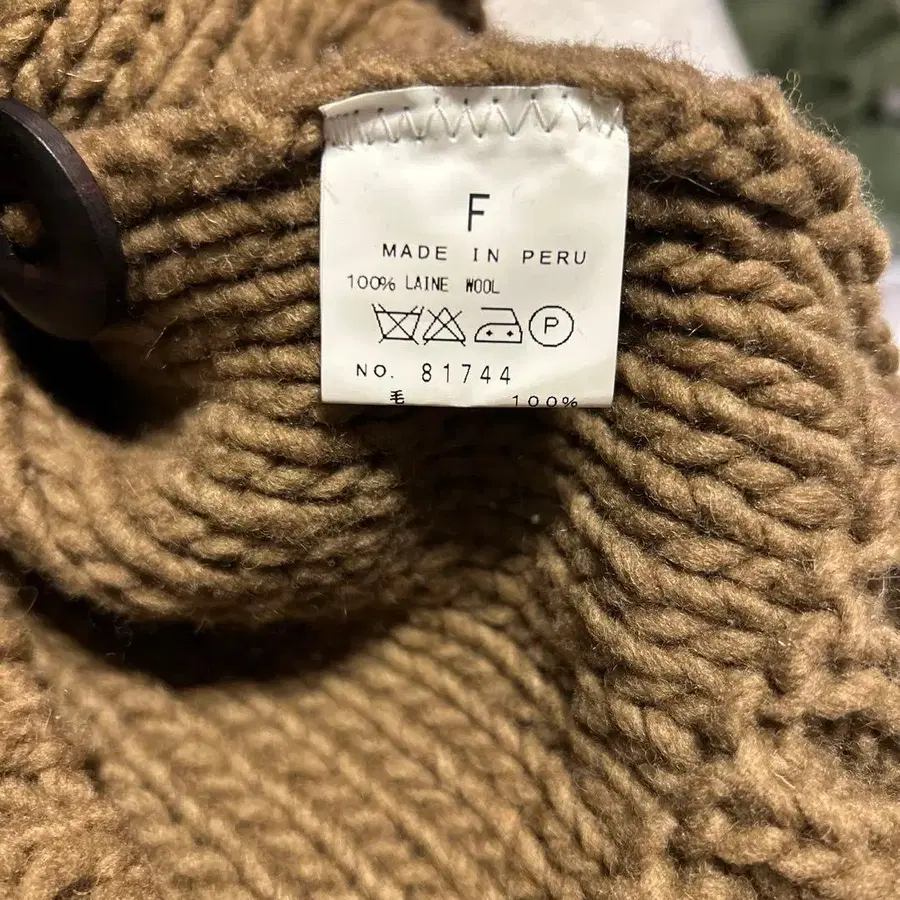 F
MADE IN PERU
100% LAINE WOOL
P
NO. 81744
毛 100%